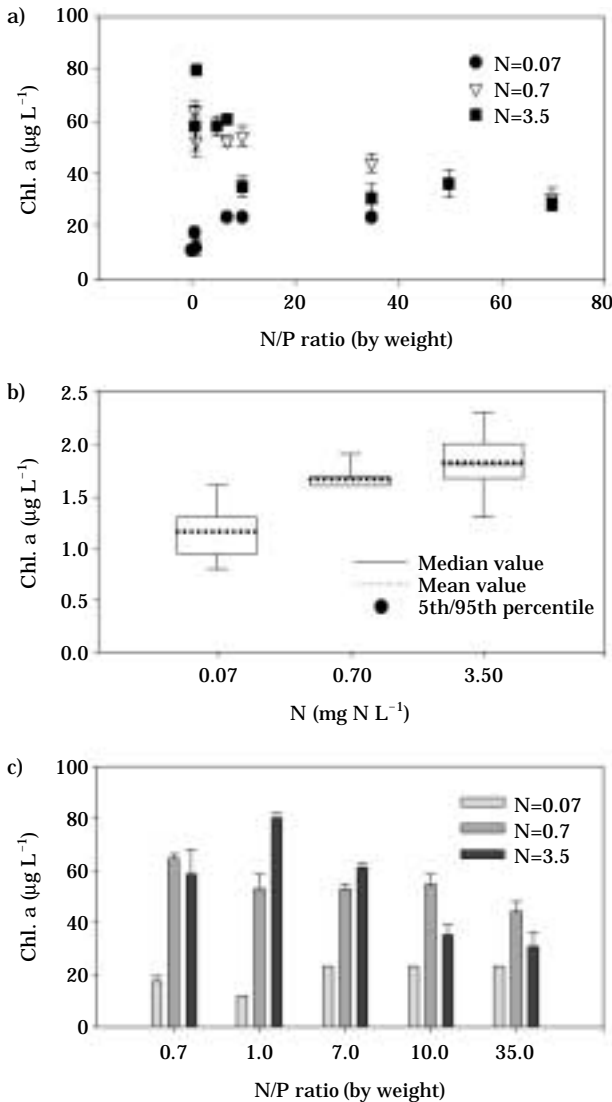 a)
100
80
60
40
20
0
Chl. a (μg L⁻¹)
N=0.07
N=0.7
N=3.5
0
20
40
60
80
N/P ratio (by weight)
b)
2.5
2.0
1.5
1.0
0.5
0.0
Chl. a (μg L⁻¹)
Median value
Mean value
5th/95th percentile
0.07
0.70
3.50
N (mg N L⁻¹)
c)
100
80
60
40
20
0
Chl. a (μg L⁻¹)
N=0.07
N=0.7
N=3.5
0.7
1.0
7.0
10.0
35.0
N/P ratio (by weight)